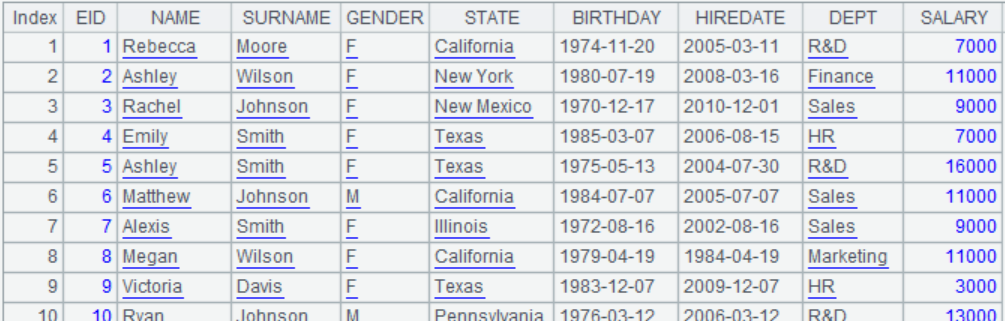 Index EID NAME SURNAME GENDER STATE BIRTHDAY HIREDATE DEPT SALARY
1 1 Rebecca Moore F California 1974-11-20 2005-03-11 R&D 7000
2 2 Ashley Wilson F New York 1980-07-19 2008-03-16 Finance 11000
3 3 Rachel Johnson F New Mexico 1970-12-17 2010-12-01 Sales 9000
4 4 Emily Smith F Texas 1985-03-07 2006-08-15 HR 7000
5 5 Ashley Smith F Texas 1975-05-13 2004-07-30 R&D 16000
6 6 Matthew Johnson M California 1984-07-07 2005-07-07 Sales 11000
7 7 Alexis Smith F Illinois 1972-08-16 2002-08-16 Sales 9000
8 8 Megan Wilson F California 1979-04-19 1984-04-19 Marketing 11000
9 9 Victoria Davis F Texas 1983-12-07 2009-12-07 HR 3000
10 10 Ryan Johnson M Pennsylvania 1976-03-12 2006-03-12 R&D 13000